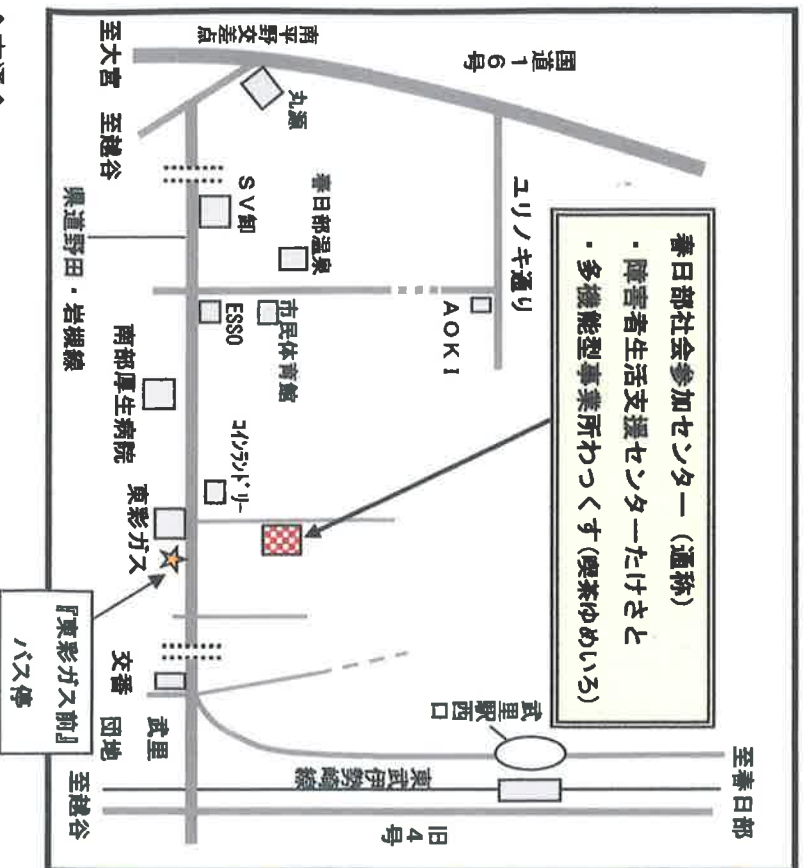 春日部社会参加センター（通称）
・障害者生活支援センターたけさと
・多機能型事業所わっくす(喫茶ゆめいろ)
国道16号
南平野交差点
至大宮
至越谷
丸源
ユリノキ通り
SV卸
春日部温泉
AOKI
ESSO
市民体育館
県道野田・岩槻線
南部厚生病院
コインランドリー
東彩ガス
『東彩ガス前』
バス停
交番
武里
団地
武里駅西口
東武伊勢崎線
旧4号
至春日部
至越谷